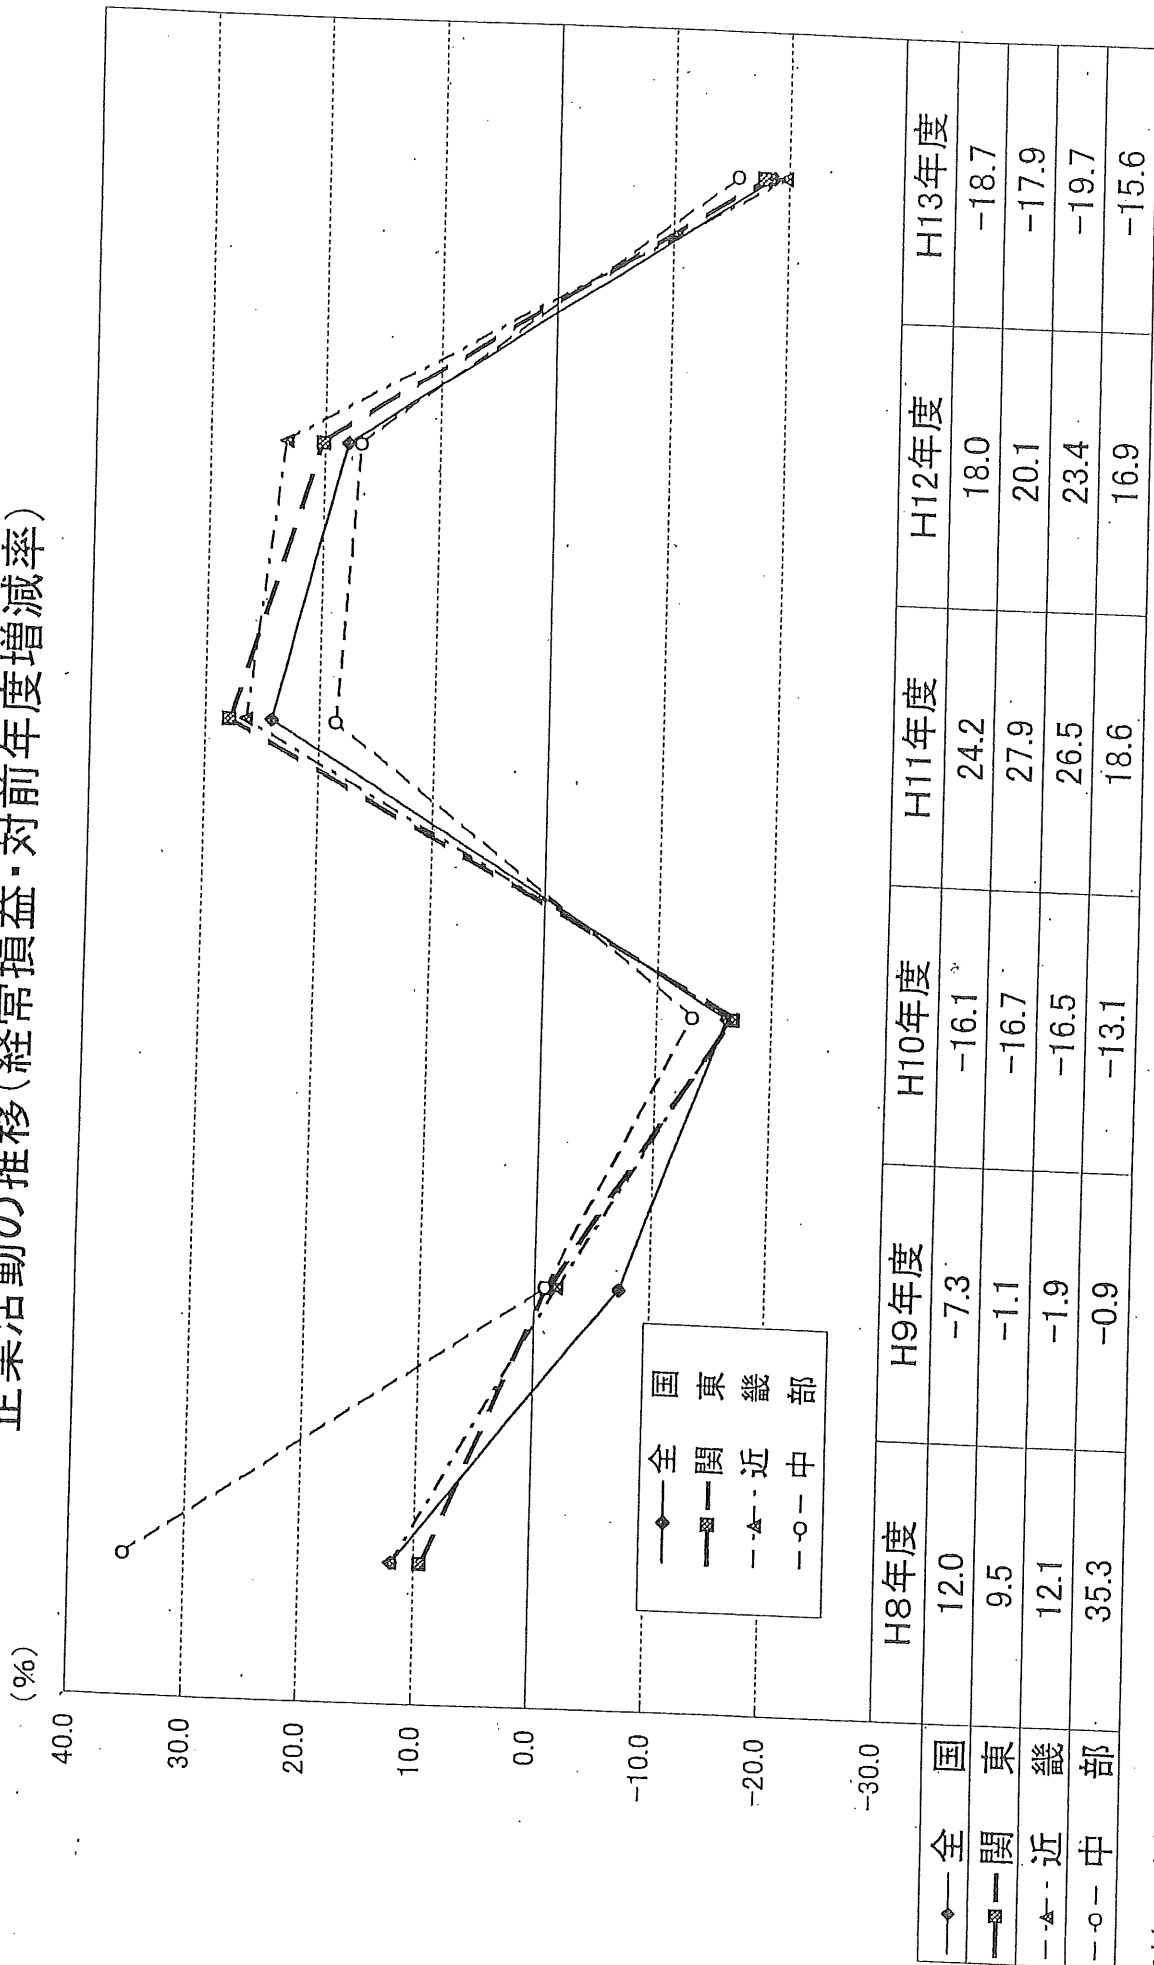 企業活動の推移(経常損益・対前年度増減率)
(%)
40.0
30.0
20.0
10.0
0.0
-10.0
-20.0
-30.0
全国
関東
近畿
中部
H8年度 H9年度 H10年度 H11年度 H12年度 H13年度
全国 12.0 -7.3 -16.1 24.2 18.0 -18.7
関東 9.5 -1.1 -16.7 27.9 20.1 -17.9
近畿 12.1 -1.9 -16.5 26.5 23.4 -19.7
中部 35.3 -0.9 -13.1 18.6 16.9 -15.6